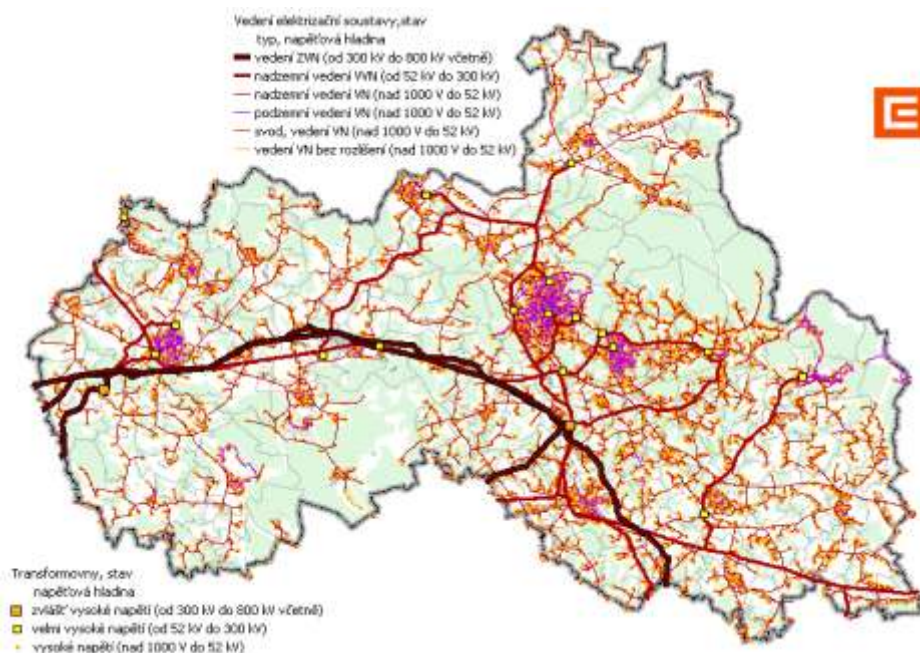 Vedení elektrizační soustavy,stav
typ, napěťová hladina
vedení ZVN (od 300 kV do 800 kV včetně)
nadzemní vedení VVN (od 52 kV do 300 kV)
nadzemní vedení VN (nad 1000 V do 52 kV)
podzemní vedení VN (nad 1000 V do 52 kV)
svod, vedení VN (nad 1000 V do 52 kV)
vedení VN bez rozlišení (nad 1000 V do 52 kV)
Transformovny, stav
napěťová hladina
zvlášť vysoké napětí (od 300 kV do 800 kV včetně)
velmi vysoké napětí (od 52 kV do 300 kV)
vysoké napětí (nad 1000 V do 52 kV)